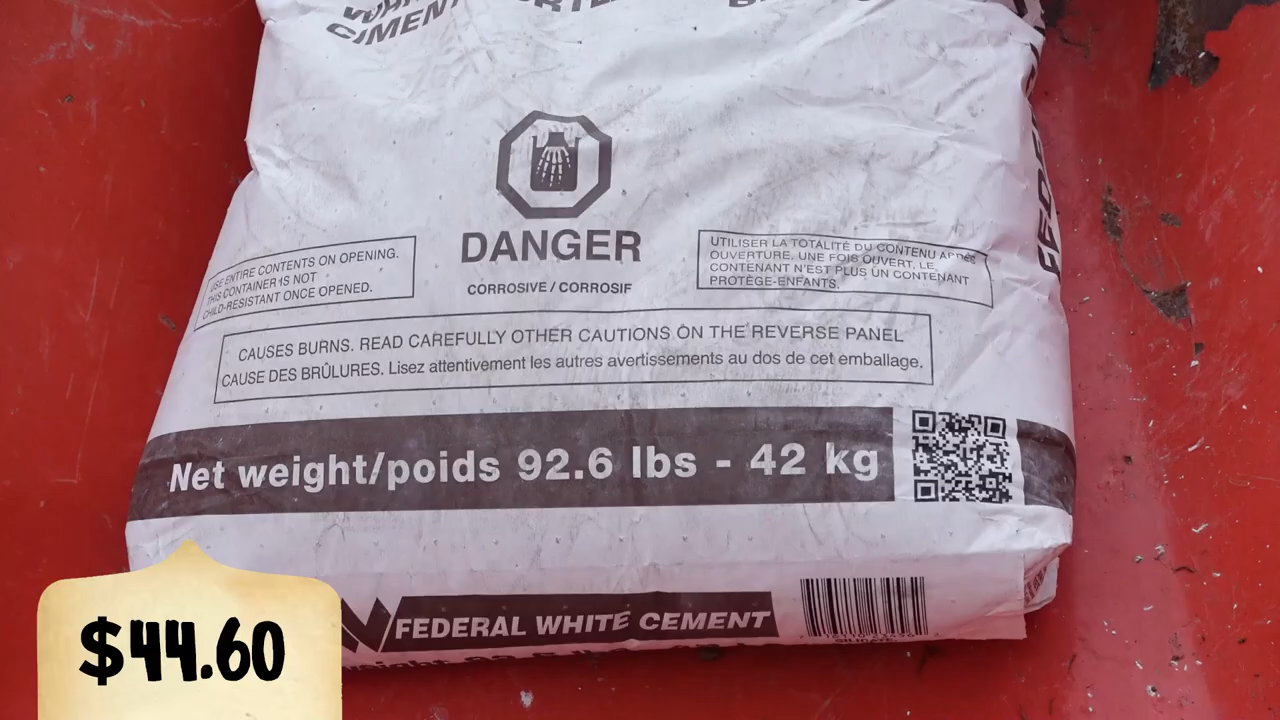 CIMENT
DANGER
CORROSIVE / CORROSIF
USE ENTIRE CONTENTS ON OPENING.
THIS CONTAINER IS NOT
CHILD-RESISTANT ONCE OPENED.
UTILISER LA TOTALITÉ DU CONTENU APRÈS
OUVERTURE, UNE FOIS OUVERT, LE
CONTENANT N'EST PLUS UN CONTENANT
PROTÈGE-ENFANTS.
CAUSES BURNS. READ CAREFULLY OTHER CAUTIONS ON THE REVERSE PANEL
CAUSE DES BRÛLURES. Lisez attentivement les autres avertissements au dos de cet emballage.
Net weight/poids 92.6 lbs - 42 kg
FEDERAL WHITE CEMENT
$44.60